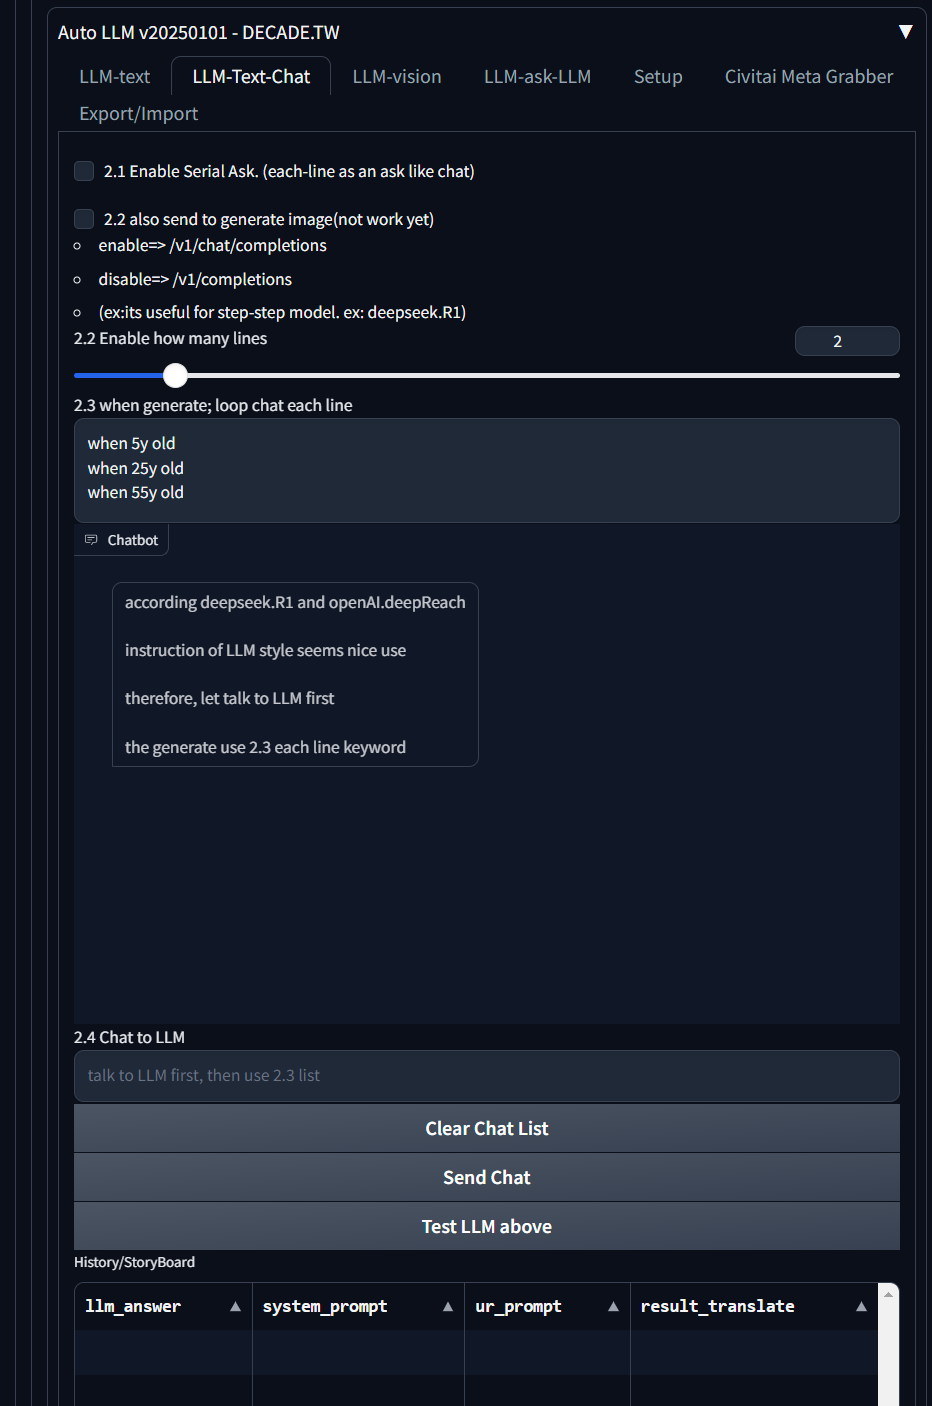 Auto LLM v20250101 - DECADE.TW ▼
LLM-text LLM-Text-Chat LLM-vision LLM-ask-LLM Setup Civitai Meta Grabber
Export/Import
2.1 Enable Serial Ask. (each-line as an ask like chat)
2.2 also send to generate image(not work yet)
enable=> /v1/chat/completions
disable=> /v1/completions
(ex:its useful for step-step model. ex: deepseek.R1)
2.2 Enable how many lines 2
2.3 when generate; loop chat each line
when 5y old
when 25y old
when 55y old
Chatbot
according deepseek.R1 and openAI.deepReach
instruction of LLM style seems nice use
therefore, let talk to LLM first
the generate use 2.3 each line keyword
2.4 Chat to LLM
talk to LLM first, then use 2.3 list
Clear Chat List
Send Chat
Test LLM above
History/StoryBoard
llm_answer ▲ system_prompt ▲ ur_prompt ▲ result_translate ▲